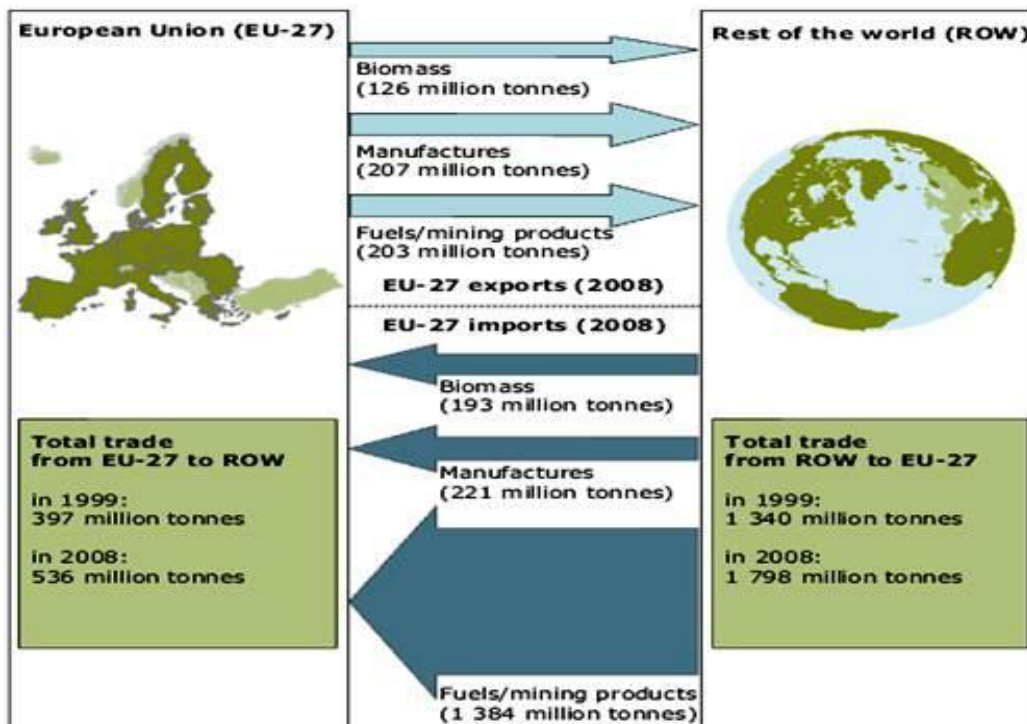 European Union (EU-27)
Biomass
(126 million tonnes)
Manufactures
(207 million tonnes)
Fuels/mining products
(203 million tonnes)
EU-27 exports (2008)
EU-27 imports (2008)
Biomass
(193 million tonnes)
Manufactures
(221 million tonnes)
Fuels/mining products
(1 384 million tonnes)
Rest of the world (ROW)
Total trade
from EU-27 to ROW
in 1999:
397 million tonnes
in 2008:
536 million tonnes
Total trade
from ROW to EU-27
in 1999:
1 340 million tonnes
in 2008:
1 798 million tonnes